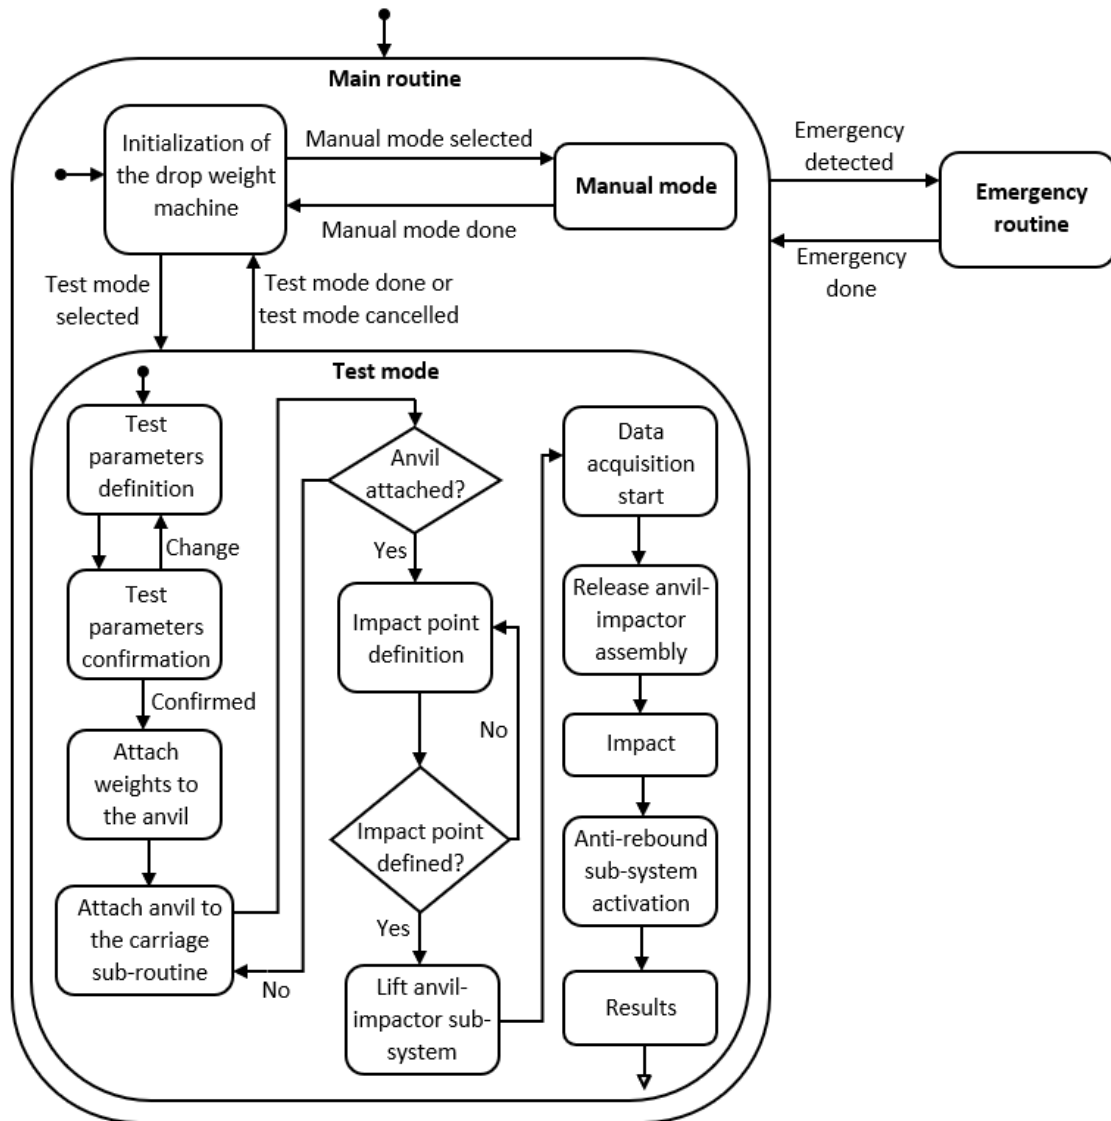 Main routine
Initialization of
the drop weight
machine
Manual mode selected
Manual mode
Manual mode done
Emergency
detected
Emergency
routine
Emergency
done
Test mode
selected
Test mode done or
test mode cancelled
Test mode
Test
parameters
definition
Change
Test
parameters
confirmation
Confirmed
Attach
weights to
the anvil
Attach anvil to
the carriage
sub-routine
No
Anvil
attached?
Yes
Impact point
definition
No
Impact point
defined?
Yes
Lift anvil-
impactor sub-
system
Data
acquisition
start
Release anvil-
impactor
assembly
Impact
Anti-rebound
sub-system
activation
Results